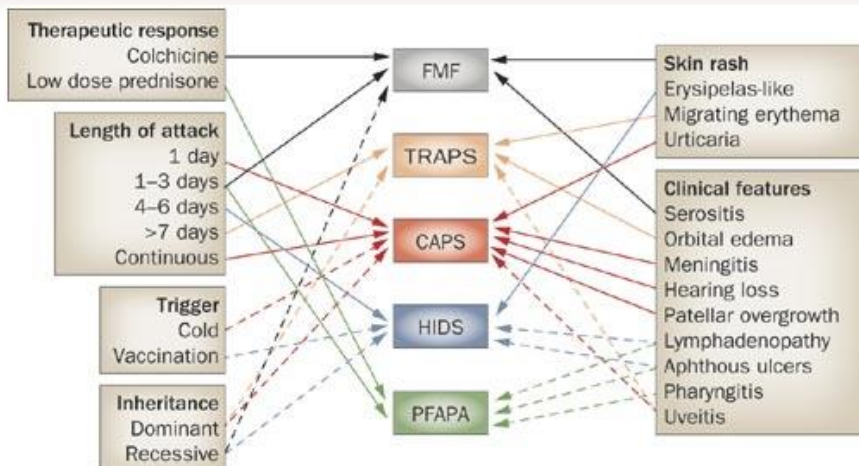 Therapeutic response
Colchicine
Low dose prednisone
Length of attack
1 day
1–3 days
4–6 days
>7 days
Continuous
Trigger
Cold
Vaccination
Inheritance
Dominant
Recessive
FMF
TRAPS
CAPS
HIDS
PFAPA
Skin rash
Erysipelas-like
Migrating erythema
Urticaria
Clinical features
Serositis
Orbital edema
Meningitis
Hearing loss
Patellar overgrowth
Lymphadenopathy
Aphthous ulcers
Pharyngitis
Uveitis